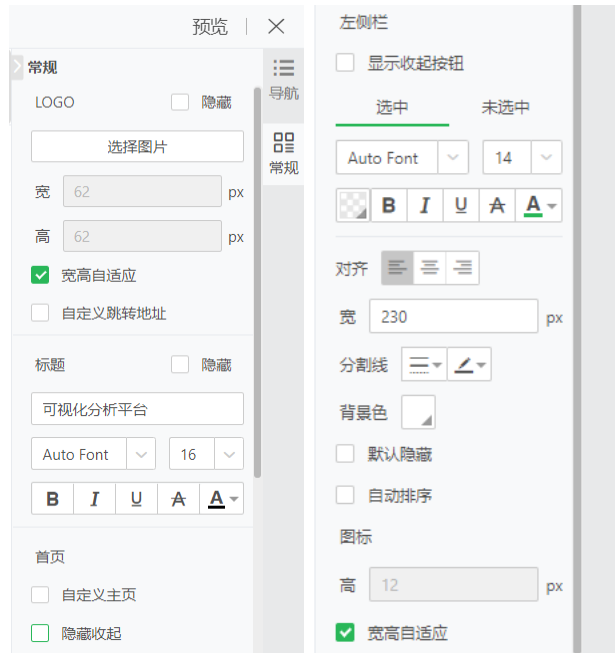 预览
常规
LOGO 隐藏
选择图片
宽 62 px
高 62 px
宽高自适应
自定义跳转地址
标题 隐藏
可视化分析平台
Auto Font 16
B I U A A
首页
自定义主页
隐藏收起
导航
常规
左侧栏
显示收起按钮
选中 未选中
Auto Font 14
B I U A A
对齐
宽 230 px
分割线
背景色
默认隐藏
自动排序
图标
高 12 px
宽高自适应